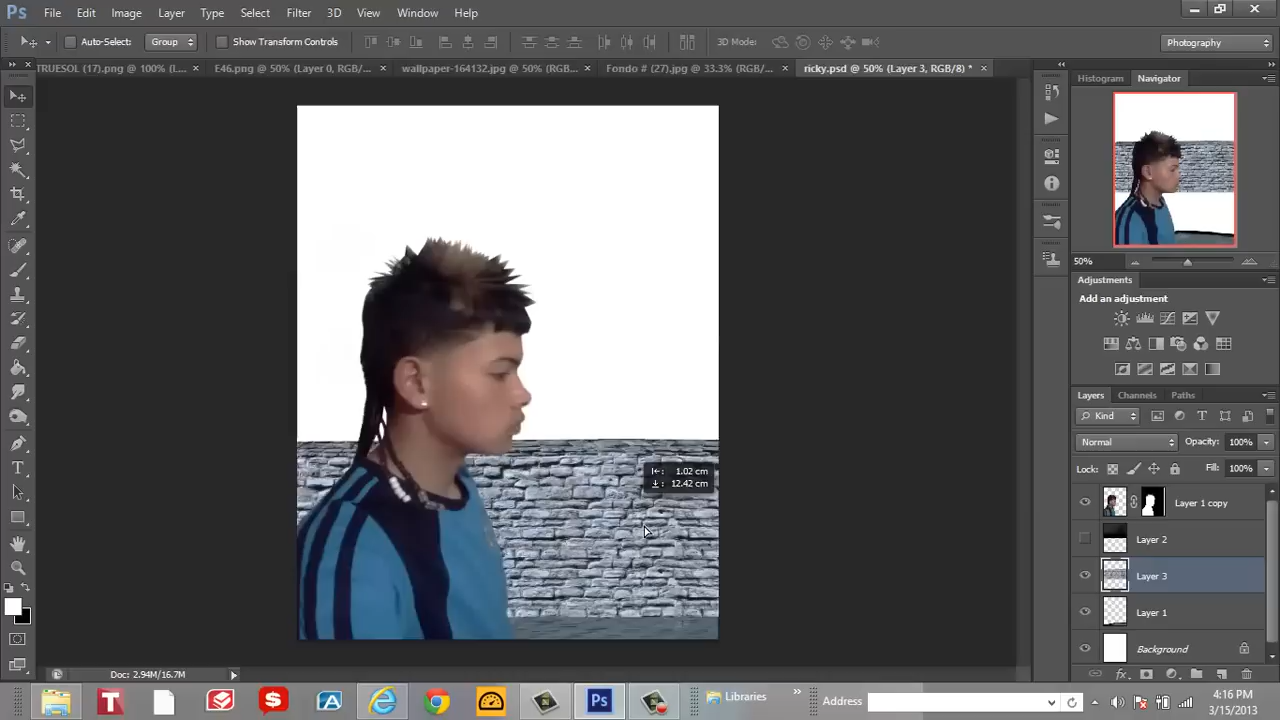 Ps File Edit Image Layer Type Select Filter 3D View Window Help
Auto-Select: Group Show Transform Controls 3D Mode: Photography
TRUESOL (17).png @ 100% (L... × E46.png @ 50% (Layer 0, RGB/... × wallpaper-164132.jpg @ 50% (RGB/... × Fondo # (27).jpg @ 33.3% (RGB/... × ricky.psd @ 50% (Layer 3, RGB/8) * ×
Histogram Navigator
50%
Adjustments
Add an adjustment
Layers Channels Paths
Kind
Normal Opacity: 100%
Lock: Fill: 100%
1.02 cm
12.42 cm
Layer 1 copy
Layer 2
Layer 3
Layer 1
Background
fx
50% Doc: 2.94M/16.7M
Libraries » Address
4:16 PM
3/15/2013